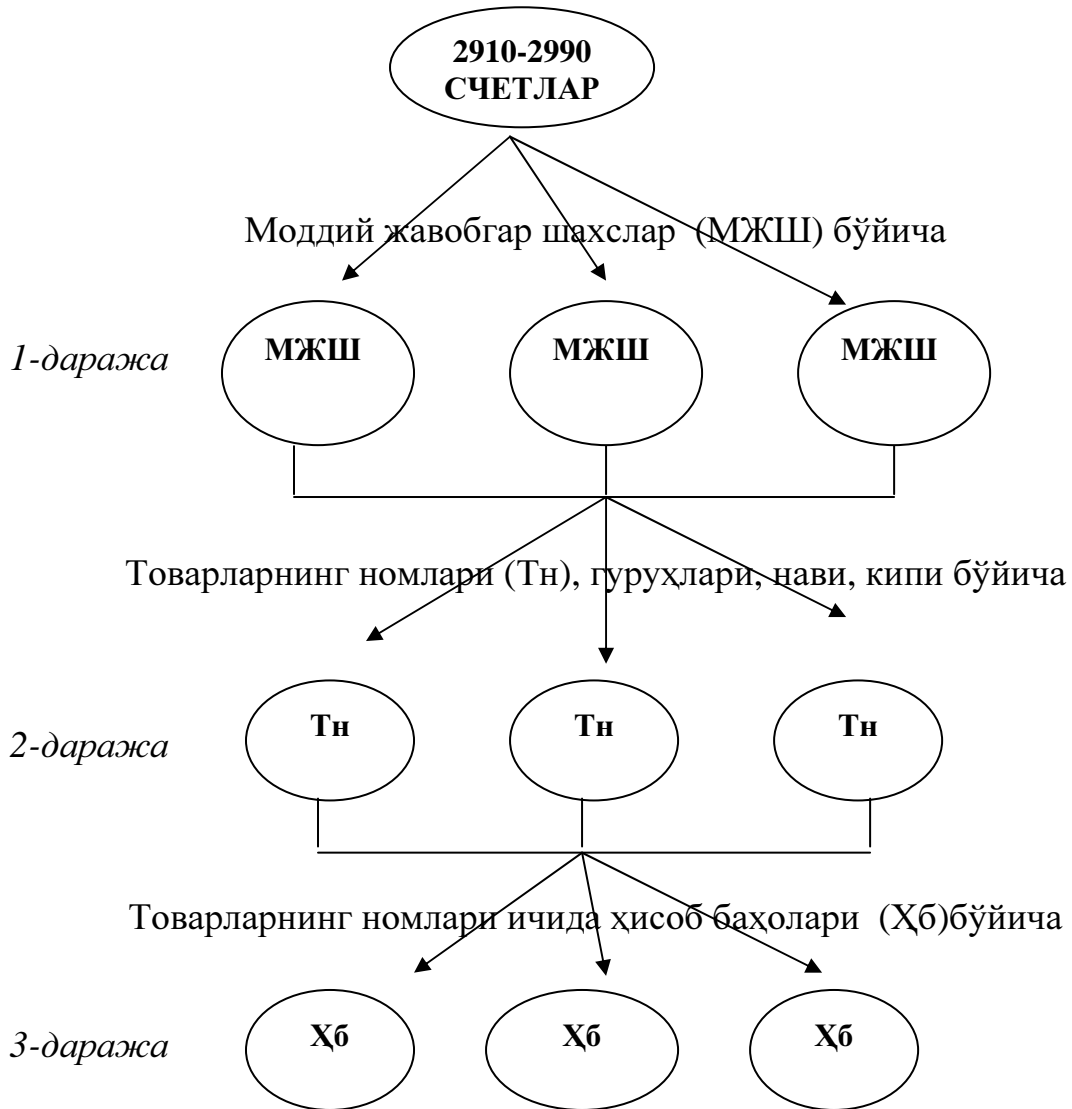 2910-2990
СЧЕТЛАР
Моддий жавобгар шахслар (МЖШ) бўйича
1-даража
МЖШ
МЖШ
МЖШ
Товарларнинг номлари (Тн), гуруҳлари, нави, кипи бўйича
2-даража
Тн
Тн
Тн
Товарларнинг номлари ичида ҳисоб баҳолари (Ҳб)бўйича
3-даража
Ҳб
Ҳб
Ҳб